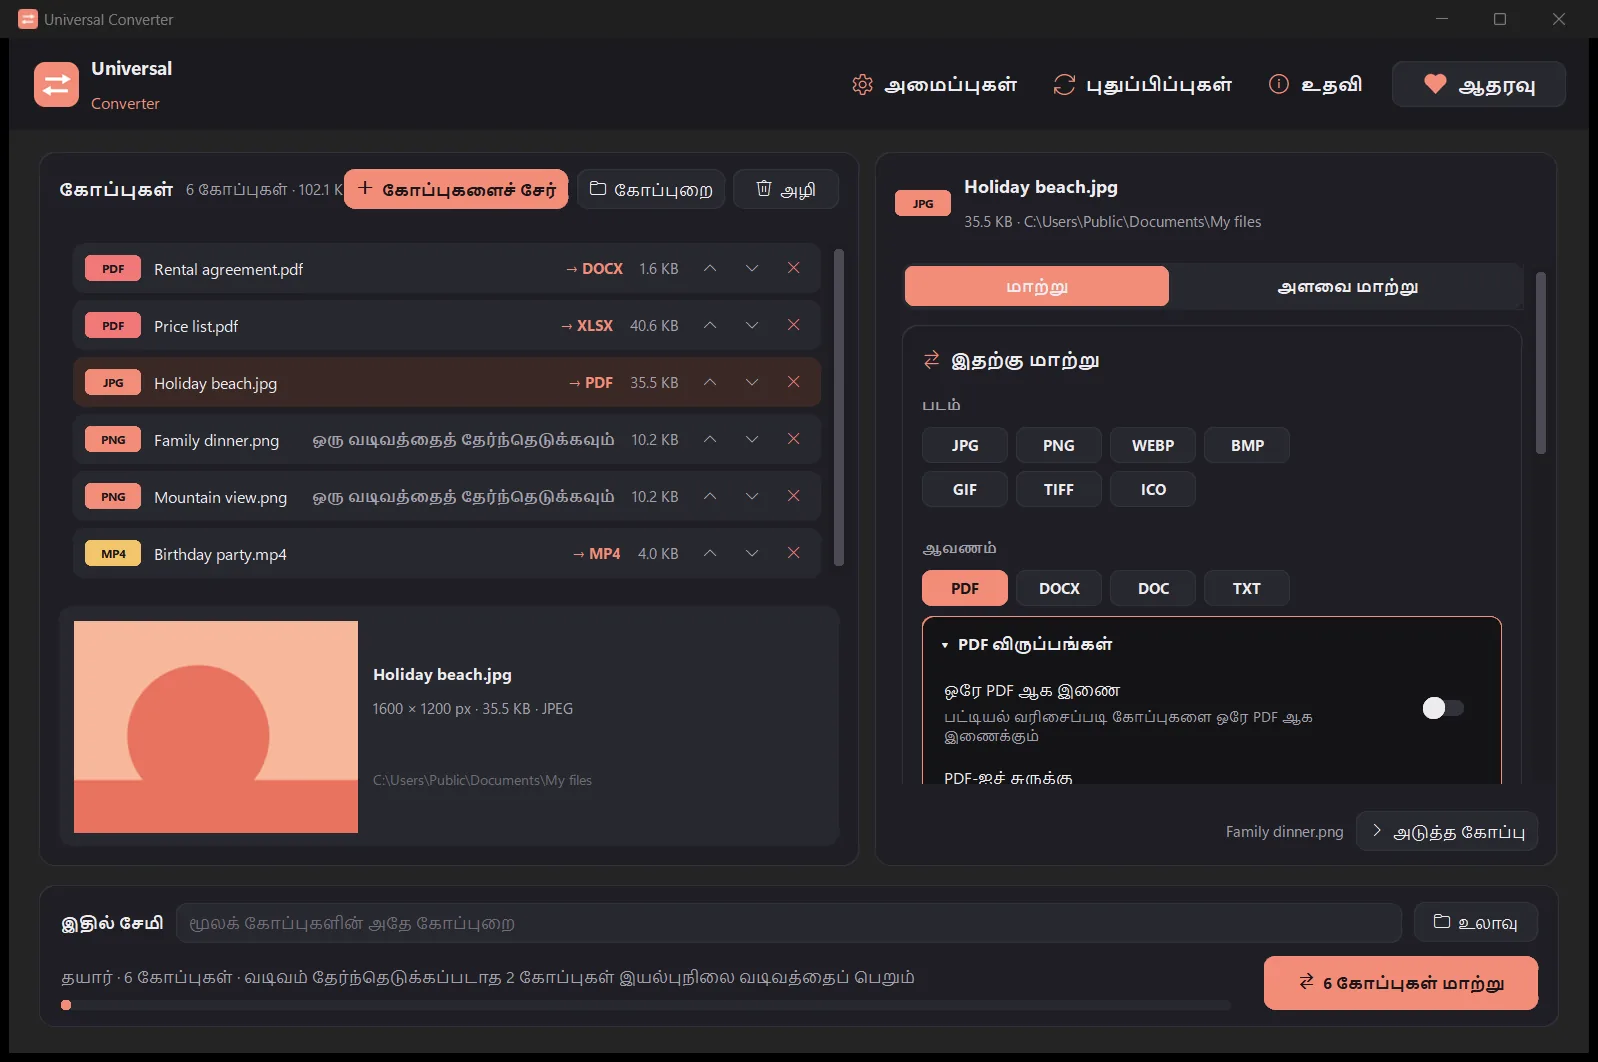 Universal Converter
Universal
Converter
அமைப்புகள்
புதுப்பிப்புகள்
உதவி
ஆதரவு
கோப்புகள்
6 கோப்புகள் · 102.1 K
+ கோப்புகளைச் சேர்
கோப்புறை
அழி
PDF Rental agreement.pdf → DOCX 1.6 KB
PDF Price list.pdf → XLSX 40.6 KB
JPG Holiday beach.jpg → PDF 35.5 KB
PNG Family dinner.png ஒரு வடிவத்தைத் தேர்ந்தெடுக்கவும் 10.2 KB
PNG Mountain view.png ஒரு வடிவத்தைத் தேர்ந்தெடுக்கவும் 10.2 KB
MP4 Birthday party.mp4 → MP4 4.0 KB
Holiday beach.jpg
1600 × 1200 px · 35.5 KB · JPEG
C:\Users\Public\Documents\My files
JPG
Holiday beach.jpg
35.5 KB · C:\Users\Public\Documents\My files
மாற்று
அளவை மாற்று
இதற்கு மாற்று
படம்
JPG PNG WEBP BMP
GIF TIFF ICO
ஆவணம்
PDF DOCX DOC TXT
PDF விருப்பங்கள்
ஒரே PDF ஆக இணை
பட்டியல் வரிசைப்படி கோப்புகளை ஒரே PDF ஆக
இணைக்கும்
PDF-ஐச் சுருக்கு
Family dinner.png
அடுத்த கோப்பு
இதில் சேமி
மூலக் கோப்புகளின் அதே கோப்புறை
உலாவு
தயார் · 6 கோப்புகள் · வடிவம் தேர்ந்தெடுக்கப்படாத 2 கோப்புகள் இயல்புநிலை வடிவத்தைப் பெறும்
6 கோப்புகள் மாற்று